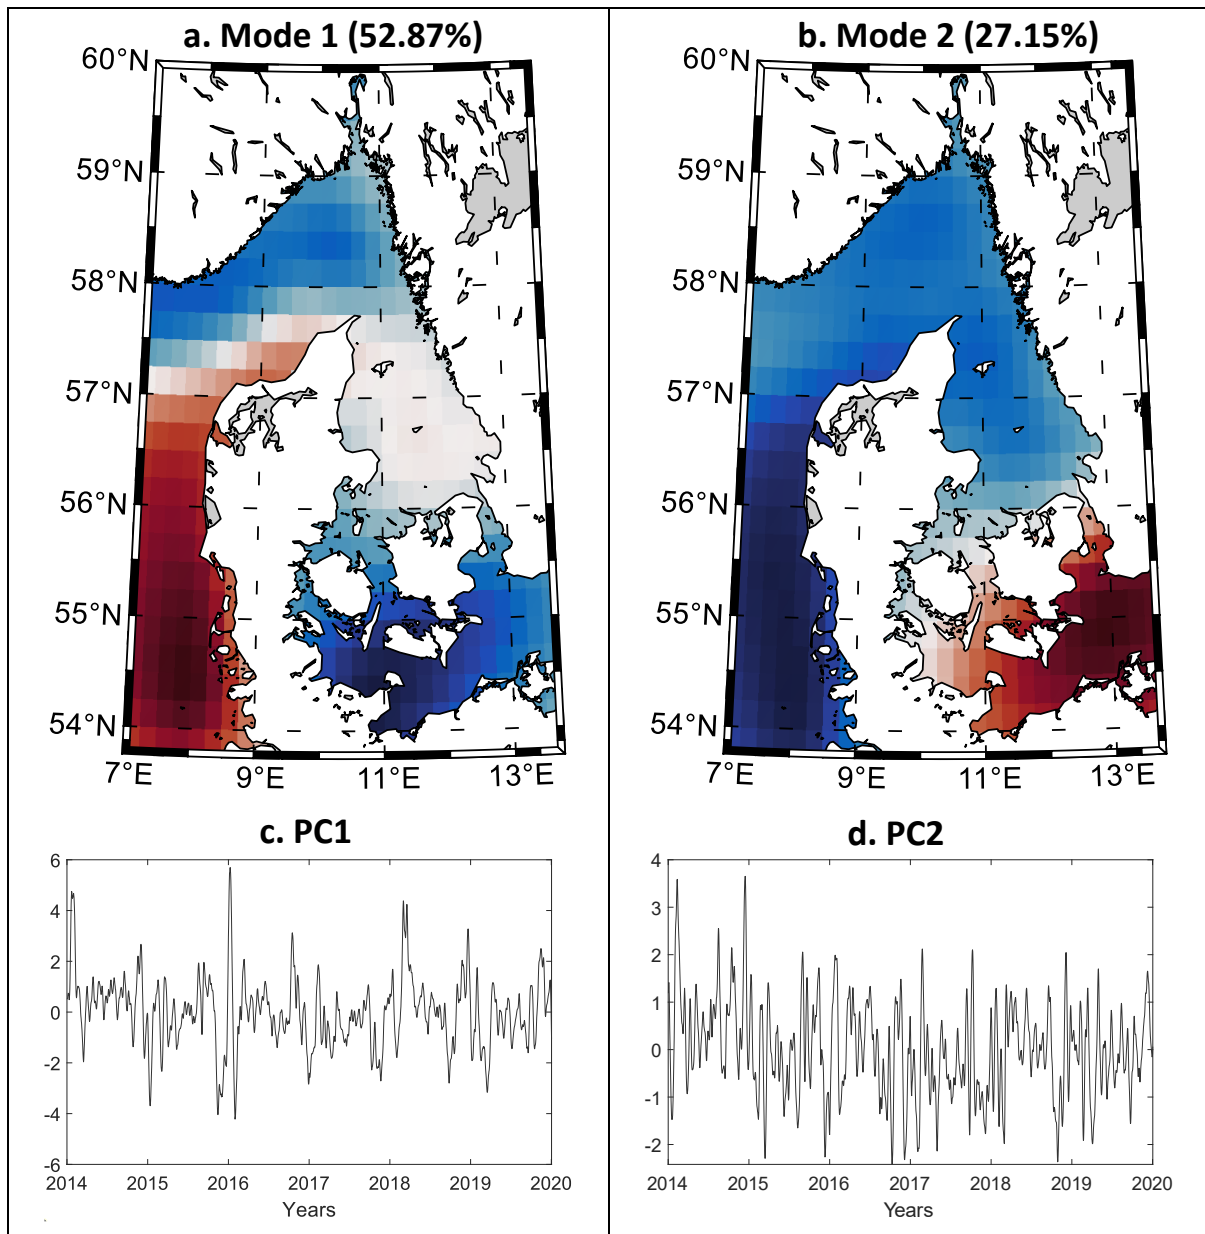 a. Mode 1 (52.87%)
60°N
59°N
58°N
57°N
56°N
55°N
54°N
7°E 9°E 11°E 13°E
b. Mode 2 (27.15%)
60°N
59°N
58°N
57°N
56°N
55°N
54°N
7°E 9°E 11°E 13°E
c. PC1
6
4
2
0
-2
-4
-6
2014 2015 2016 2017 2018 2019 2020
Years
d. PC2
4
3
2
1
0
-1
-2
2014 2015 2016 2017 2018 2019 2020
Years